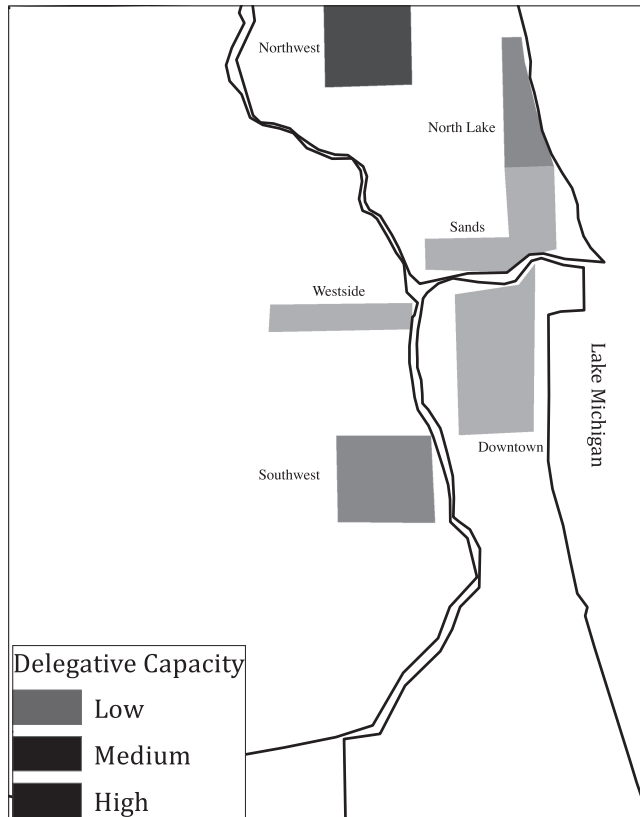 Northwest
North Lake
Sands
Westside
Lake Michigan
Downtown
Southwest
Delegative Capacity
Low
Medium
High